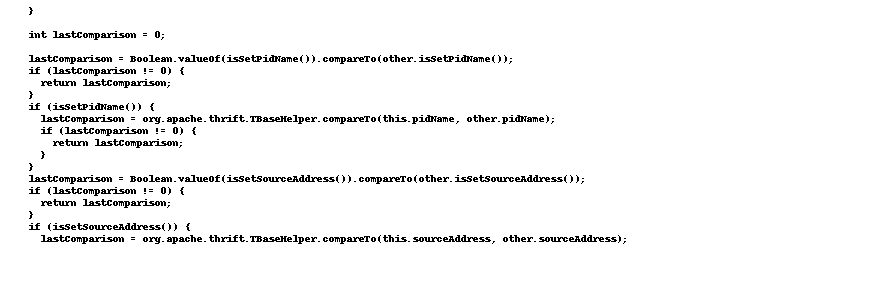 }
int lastComparison = 0;
lastComparison = Boolean.valueOf(isSetPidName()).compareTo(other.isSetPidName());
if (lastComparison != 0) {
return lastComparison;
}
if (isSetPidName()) {
lastComparison = org.apache.thrift.TBaseHelper.compareTo(this.pidName, other.pidName);
if (lastComparison != 0) {
return lastComparison;
}
}
lastComparison = Boolean.valueOf(isSetSourceAddress()).compareTo(other.isSetSourceAddress());
if (lastComparison != 0) {
return lastComparison;
}
if (isSetSourceAddress()) {
lastComparison = org.apache.thrift.TBaseHelper.compareTo(this.sourceAddress, other.sourceAddress);